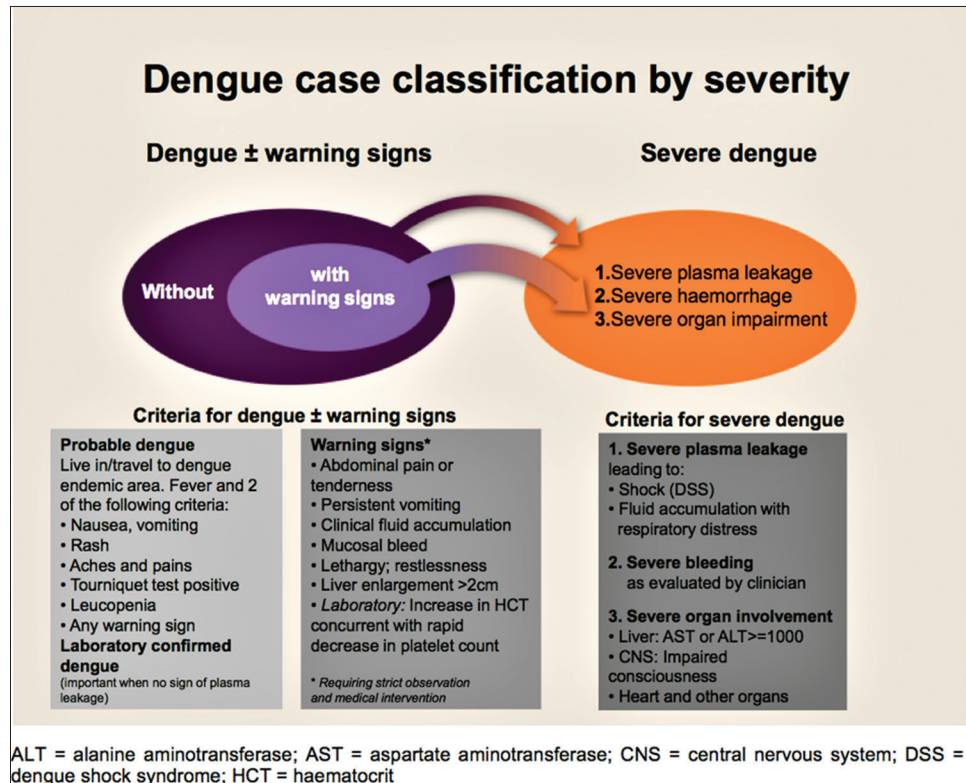 Dengue case classification by severity
Dengue ± warning signs
Severe dengue
Without
with
warning signs
1.Severe plasma leakage
2.Severe haemorrhage
3.Severe organ impairment
Criteria for dengue ± warning signs
Probable dengue
Live in/travel to dengue
endemic area. Fever and 2
of the following criteria:
• Nausea, vomiting
• Rash
• Aches and pains
• Tourniquet test positive
• Leucopenia
• Any warning sign
Laboratory confirmed
dengue
(important when no sign of plasma
leakage)
Warning signs*
• Abdominal pain or
tenderness
• Persistent vomiting
• Clinical fluid accumulation
• Mucosal bleed
• Lethargy; restlessness
• Liver enlargement >2cm
• Laboratory: Increase in HCT
concurrent with rapid
decrease in platelet count
* Requiring strict observation
and medical intervention
Criteria for severe dengue
1. Severe plasma leakage
leading to:
• Shock (DSS)
• Fluid accumulation with
respiratory distress
2. Severe bleeding
as evaluated by clinician
3. Severe organ involvement
• Liver: AST or ALT>=1000
• CNS: Impaired
consciousness
• Heart and other organs
ALT = alanine aminotransferase; AST = aspartate aminotransferase; CNS = central nervous system; DSS =
dengue shock syndrome; HCT = haematocrit